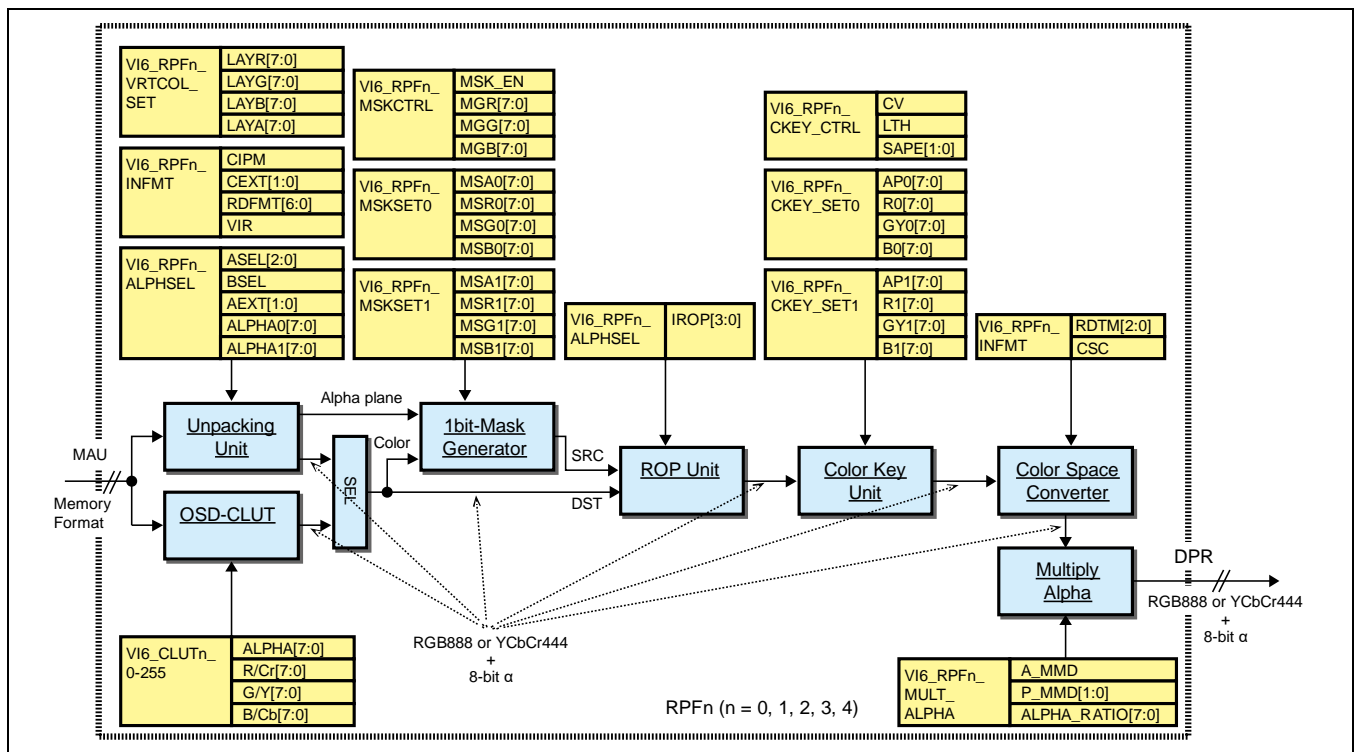 VI6_RPFn_
VRTCOL_
SET
LAYR[7:0]
LAYG[7:0]
LAYB[7:0]
LAYA[7:0]
VI6_RPFn_
INFMT
CIPM
CEXT[1:0]
RDFMT[6:0]
VIR
VI6_RPFn_
ALPHSEL
ASEL[2:0]
BSEL
AEXT[1:0]
ALPHA0[7:0]
ALPHA1[7:0]
VI6_RPFn_
MSKCTRL
MSK_EN
MGR[7:0]
MGG[7:0]
MGB[7:0]
VI6_RPFn_
MSKSET0
MSA0[7:0]
MSR0[7:0]
MSG0[7:0]
MSB0[7:0]
VI6_RPFn_
MSKSET1
MSA1[7:0]
MSR1[7:0]
MSG1[7:0]
MSB1[7:0]
VI6_RPFn_
ALPHSEL
IROP[3:0]
VI6_RPFn_
CKEY_CTRL
CV
LTH
SAPE[1:0]
VI6_RPFn_
CKEY_SET0
AP0[7:0]
R0[7:0]
GY0[7:0]
B0[7:0]
VI6_RPFn_
CKEY_SET1
AP1[7:0]
R1[7:0]
GY1[7:0]
B1[7:0]
VI6_RPFn_
INFMT
RDTM[2:0]
CSC
MAU
Memory
Format
Unpacking
Unit
OSD-CLUT
Alpha plane
Color
SEL
1bit-Mask
Generator
SRC
DST
ROP Unit
Color Key
Unit
Color Space
Converter
Multiply
Alpha
DPR
RGB888 or YCbCr444
+
8-bit α
RGB888 or YCbCr444
+
8-bit α
VI6_CLUTn_
0-255
ALPHA[7:0]
R/Cr[7:0]
G/Y[7:0]
B/Cb[7:0]
RPFn (n = 0, 1, 2, 3, 4)
VI6_RPFn_
MULT_
ALPHA
A_MMD
P_MMD[1:0]
ALPHA_RATIO[7:0]